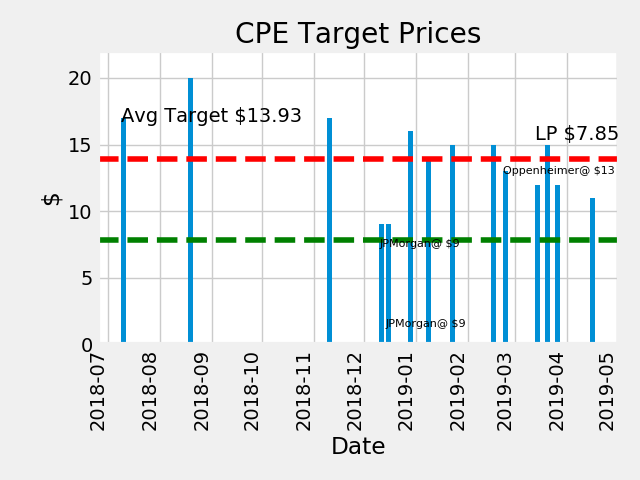 CPE Target Prices
20
Avg Target $13.93
LP $7.85
15
Oppenheimer@ $13
$
10
JPMorgan@ $9
5
JPMorgan@ $9
0
2018-07
2018-08
2018-09
2018-10
2018-11
2018-12
2019-01
2019-02
2019-03
2019-04
2019-05
Date